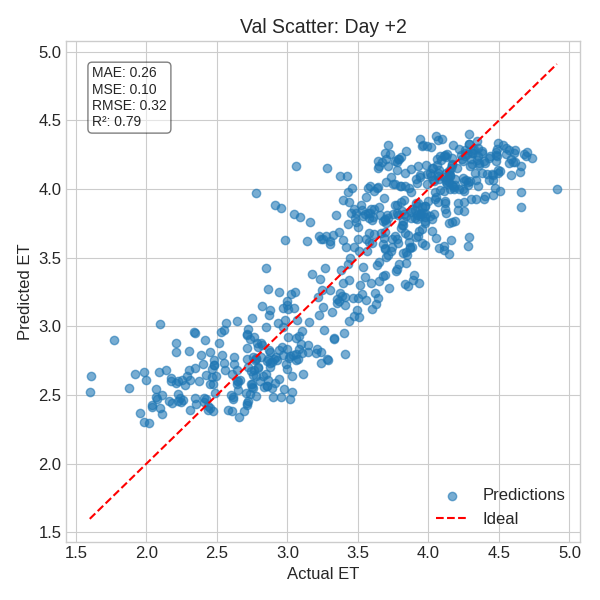 Val Scatter: Day +2
MAE: 0.26
MSE: 0.10
RMSE: 0.32
R²: 0.79
5.0
4.5
4.0
3.5
3.0
2.5
2.0
1.5
Predicted ET
Predictions
Ideal
1.5 2.0 2.5 3.0 3.5 4.0 4.5 5.0
Actual ET